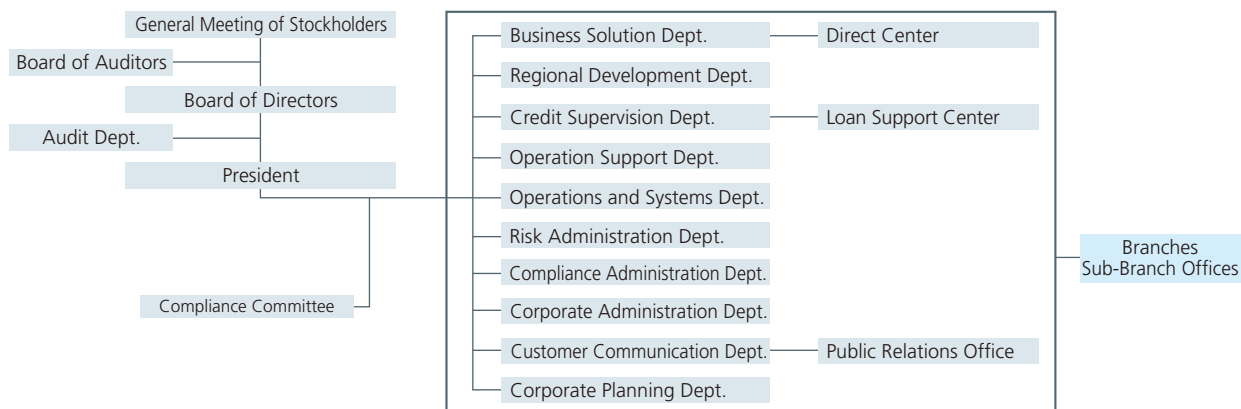 General Meeting of Stockholders
Board of Auditors
Board of Directors
Audit Dept.
President
Compliance Committee
Business Solution Dept.
Direct Center
Regional Development Dept.
Credit Supervision Dept.
Loan Support Center
Operation Support Dept.
Operations and Systems Dept.
Risk Administration Dept.
Compliance Administration Dept.
Corporate Administration Dept.
Customer Communication Dept.
Public Relations Office
Corporate Planning Dept.
Branches
Sub-Branch Offices